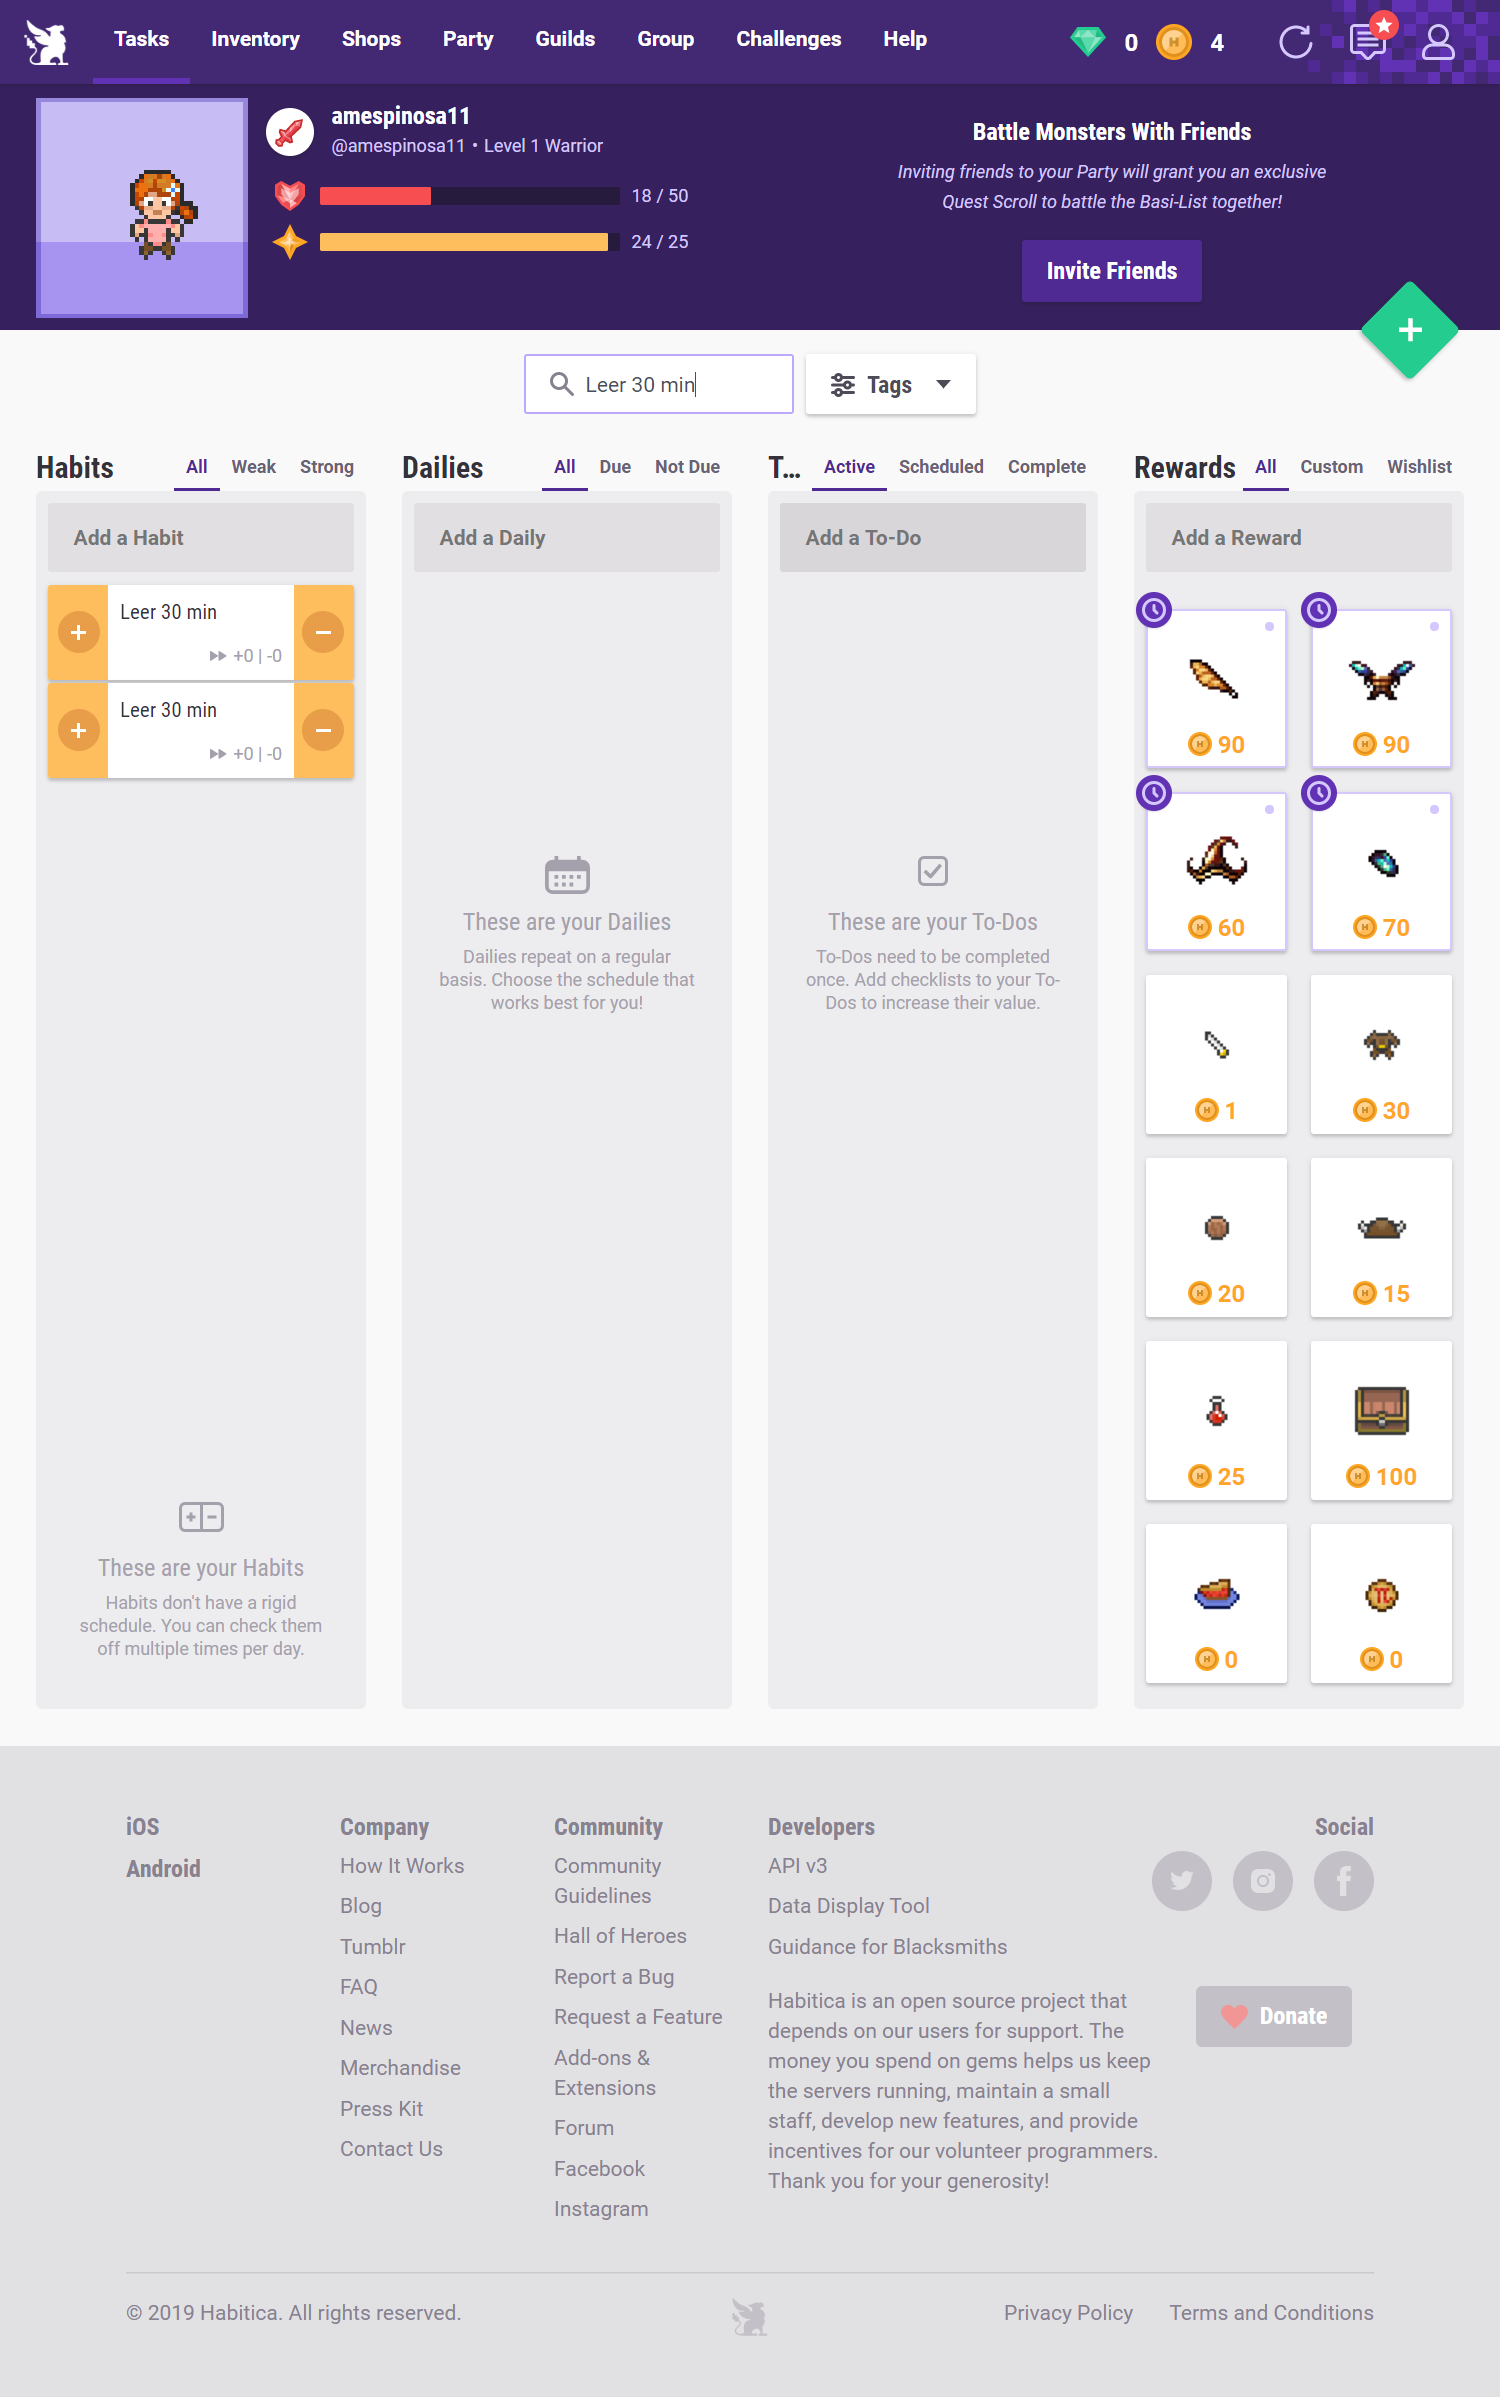 Tasks Inventory Shops Party Guilds Group Challenges Help 0 4
amespinosa11
@amespinosa11 • Level 1 Warrior
18 / 50
24 / 25
Battle Monsters With Friends
Inviting friends to your Party will grant you an exclusive
Quest Scroll to battle the Basi-List together!
Invite Friends
Leer 30 min
Tags
Habits All Weak Strong
Add a Habit
Leer 30 min
+0 | -0
Leer 30 min
+0 | -0
These are your Habits
Habits don't have a rigid
schedule. You can check them
off multiple times per day.
Dailies All Due Not Due
Add a Daily
These are your Dailies
Dailies repeat on a regular
basis. Choose the schedule that
works best for you!
T... Active Scheduled Complete
Add a To-Do
These are your To-Dos
To-Dos need to be completed
once. Add checklists to your To-
Dos to increase their value.
Rewards All Custom Wishlist
Add a Reward
90 90
60 70
1 30
20 15
25 100
0 0
iOS
Android
Company
How It Works
Blog
Tumblr
FAQ
News
Merchandise
Press Kit
Contact Us
Community
Community
Guidelines
Hall of Heroes
Report a Bug
Request a Feature
Add-ons &
Extensions
Forum
Facebook
Instagram
Developers
API v3
Data Display Tool
Guidance for Blacksmiths
Habitica is an open source project that
depends on our users for support. The
money you spend on gems helps us keep
the servers running, maintain a small
staff, develop new features, and provide
incentives for our volunteer programmers.
Thank you for your generosity!
Social
Donate
© 2019 Habitica. All rights reserved.
Privacy Policy Terms and Conditions